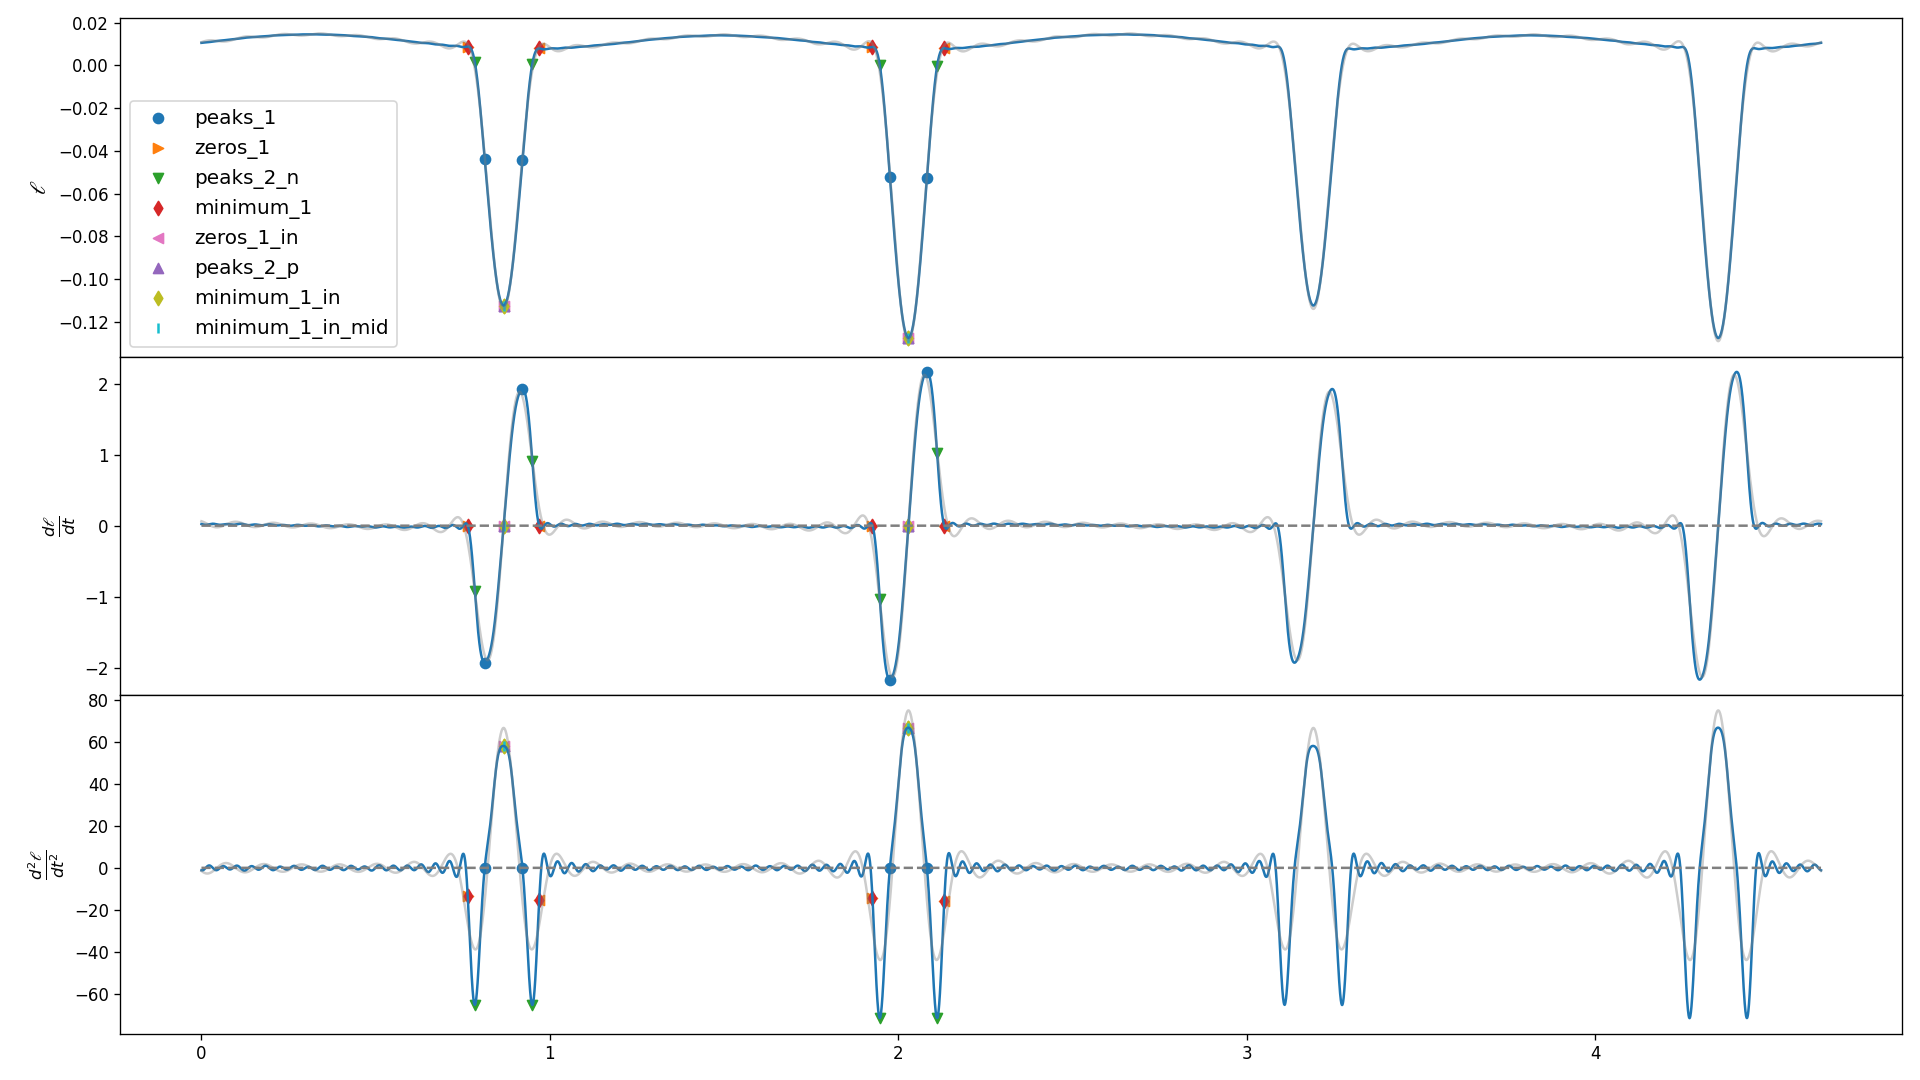 0.02
0.00
−0.02
−0.04
−0.06
−0.08
−0.10
−0.12
ℓ
peaks_1
zeros_1
peaks_2_n
minimum_1
zeros_1_in
peaks_2_p
minimum_1_in
minimum_1_in_mid
2
1
0
−1
−2
dℓ
dt
80
60
40
20
0
−20
−40
−60
d²ℓ
dt²
0 1 2 3 4